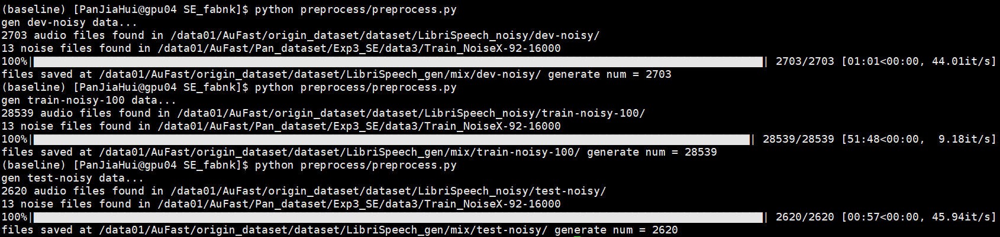 (baseline) [PanJiaHui@gpu04 SE_fabnk]$ python preprocess/preprocess.py
gen dev-noisy data...
2703 audio files found in /data01/AuFast/origin_dataset/dataset/LibriSpeech_noisy/dev-noisy/
13 noise files found in /data01/AuFast/Pan_dataset/Exp3_SE/data3/Train_NoiseX-92-16000
100%| | 2703/2703 [01:01<00:00, 44.01it/s]
files saved at /data01/AuFast/origin_dataset/dataset/LibriSpeech_gen/mix/dev-noisy/ generate num = 2703
(baseline) [PanJiaHui@gpu04 SE_fabnk]$ python preprocess/preprocess.py
gen train-noisy-100 data...
28539 audio files found in /data01/AuFast/origin_dataset/dataset/LibriSpeech_noisy/train-noisy-100/
13 noise files found in /data01/AuFast/Pan_dataset/Exp3_SE/data3/Train_NoiseX-92-16000
100%| | 28539/28539 [51:48<00:00,  9.18it/s]
files saved at /data01/AuFast/origin_dataset/dataset/LibriSpeech_gen/mix/train-noisy-100/ generate num = 28539
(baseline) [PanJiaHui@gpu04 SE_fabnk]$ python preprocess/preprocess.py
gen test-noisy data...
2620 audio files found in /data01/AuFast/origin_dataset/dataset/LibriSpeech_noisy/test-noisy/
13 noise files found in /data01/AuFast/Pan_dataset/Exp3_SE/data3/Train_NoiseX-92-16000
100%| | 2620/2620 [00:57<00:00, 45.94it/s]
files saved at /data01/AuFast/origin_dataset/dataset/LibriSpeech_gen/mix/test-noisy/ generate num = 2620